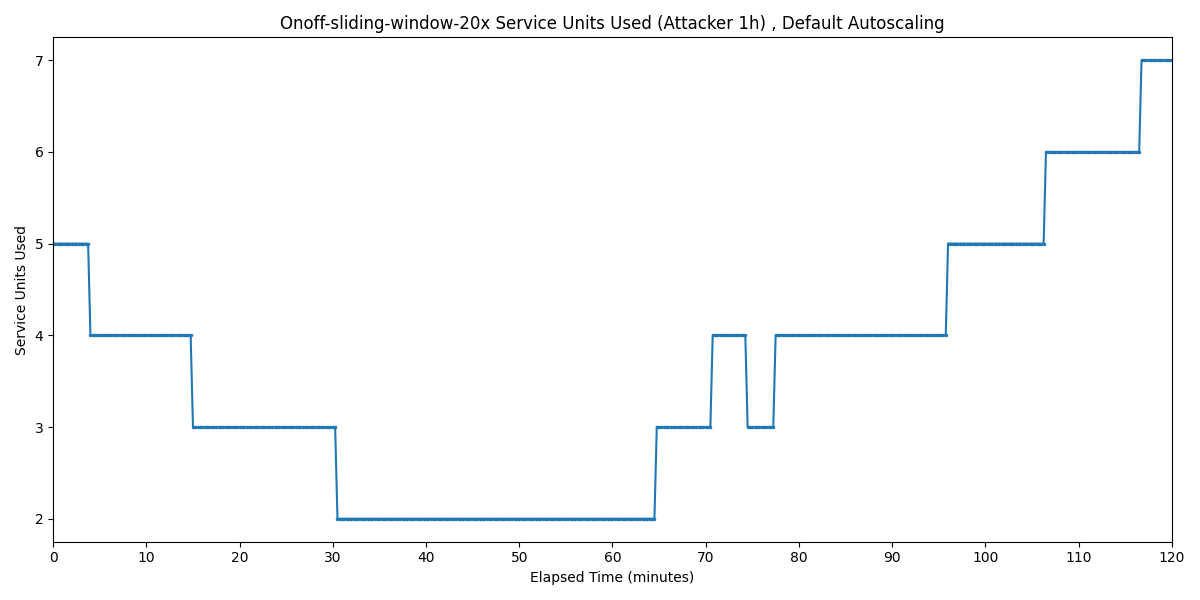 Onoff-sliding-window-20x Service Units Used (Attacker 1h) , Default Autoscaling
Service Units Used
7
6
5
4
3
2
0 10 20 30 40 50 60 70 80 90 100 110 120
Elapsed Time (minutes)